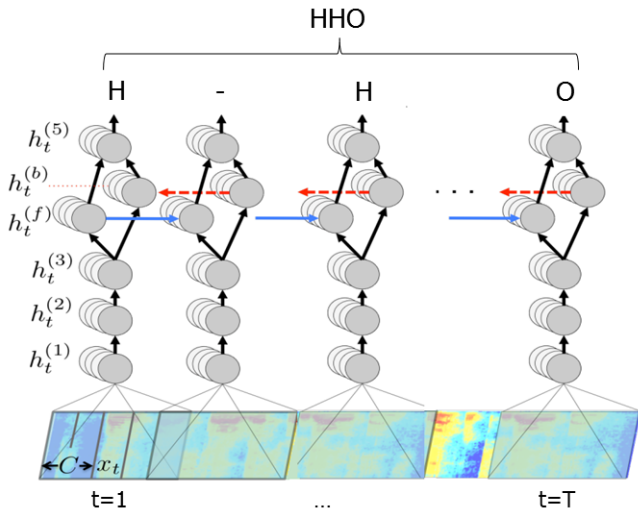 HHO
H - H O
h_t^{(5)}
h_t^{(b)}
. . .
h_t^{(f)}
h_t^{(3)}
h_t^{(2)}
h_t^{(1)}
C x_t
t=1 ... t=T